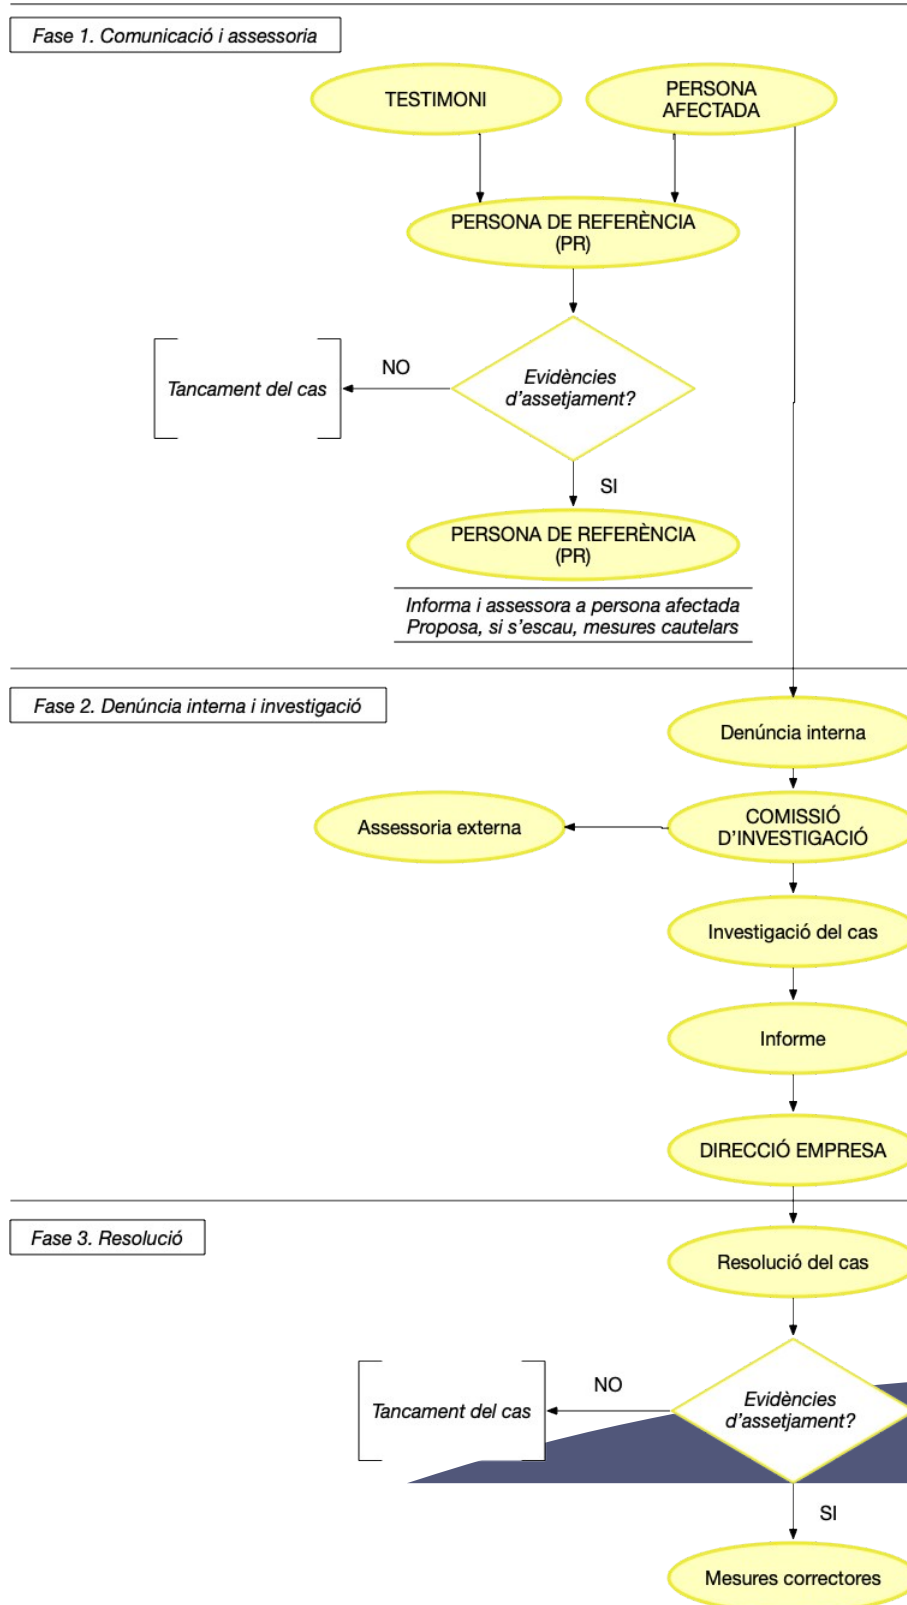 Fase 1. Comunicació i assessoria
TESTIMONI
PERSONA
AFECTADA
PERSONA DE REFERÈNCIA
(PR)
NO
Tancament del cas
Evidències
d’assetjament?
SI
PERSONA DE REFERÈNCIA
(PR)
Informa i assessora a persona afectada
Proposa, si s’escau, mesures cautelars
Fase 2. Denúncia interna i investigació
Denúncia interna
Assessoria externa
COMISSIÓ
D’INVESTIGACIÓ
Investigació del cas
Informe
DIRECCIÓ EMPRESA
Fase 3. Resolució
Resolució del cas
NO
Tancament del cas
Evidències
d’assetjament?
SI
Mesures correctores